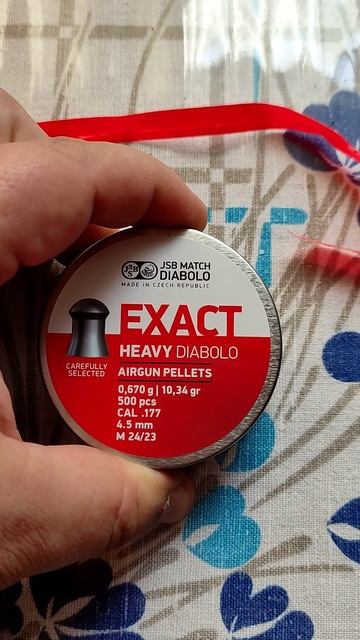 JSB
JSB MATCH
DIABOLO
MADE IN CZECH REPUBLIC
EXACT
HEAVY DIABOLO
CAREFULLY
SELECTED
AIRGUN PELLETS
0,670 g | 10,34 gr
500 pcs
CAL .177
4.5 mm
M 24/23